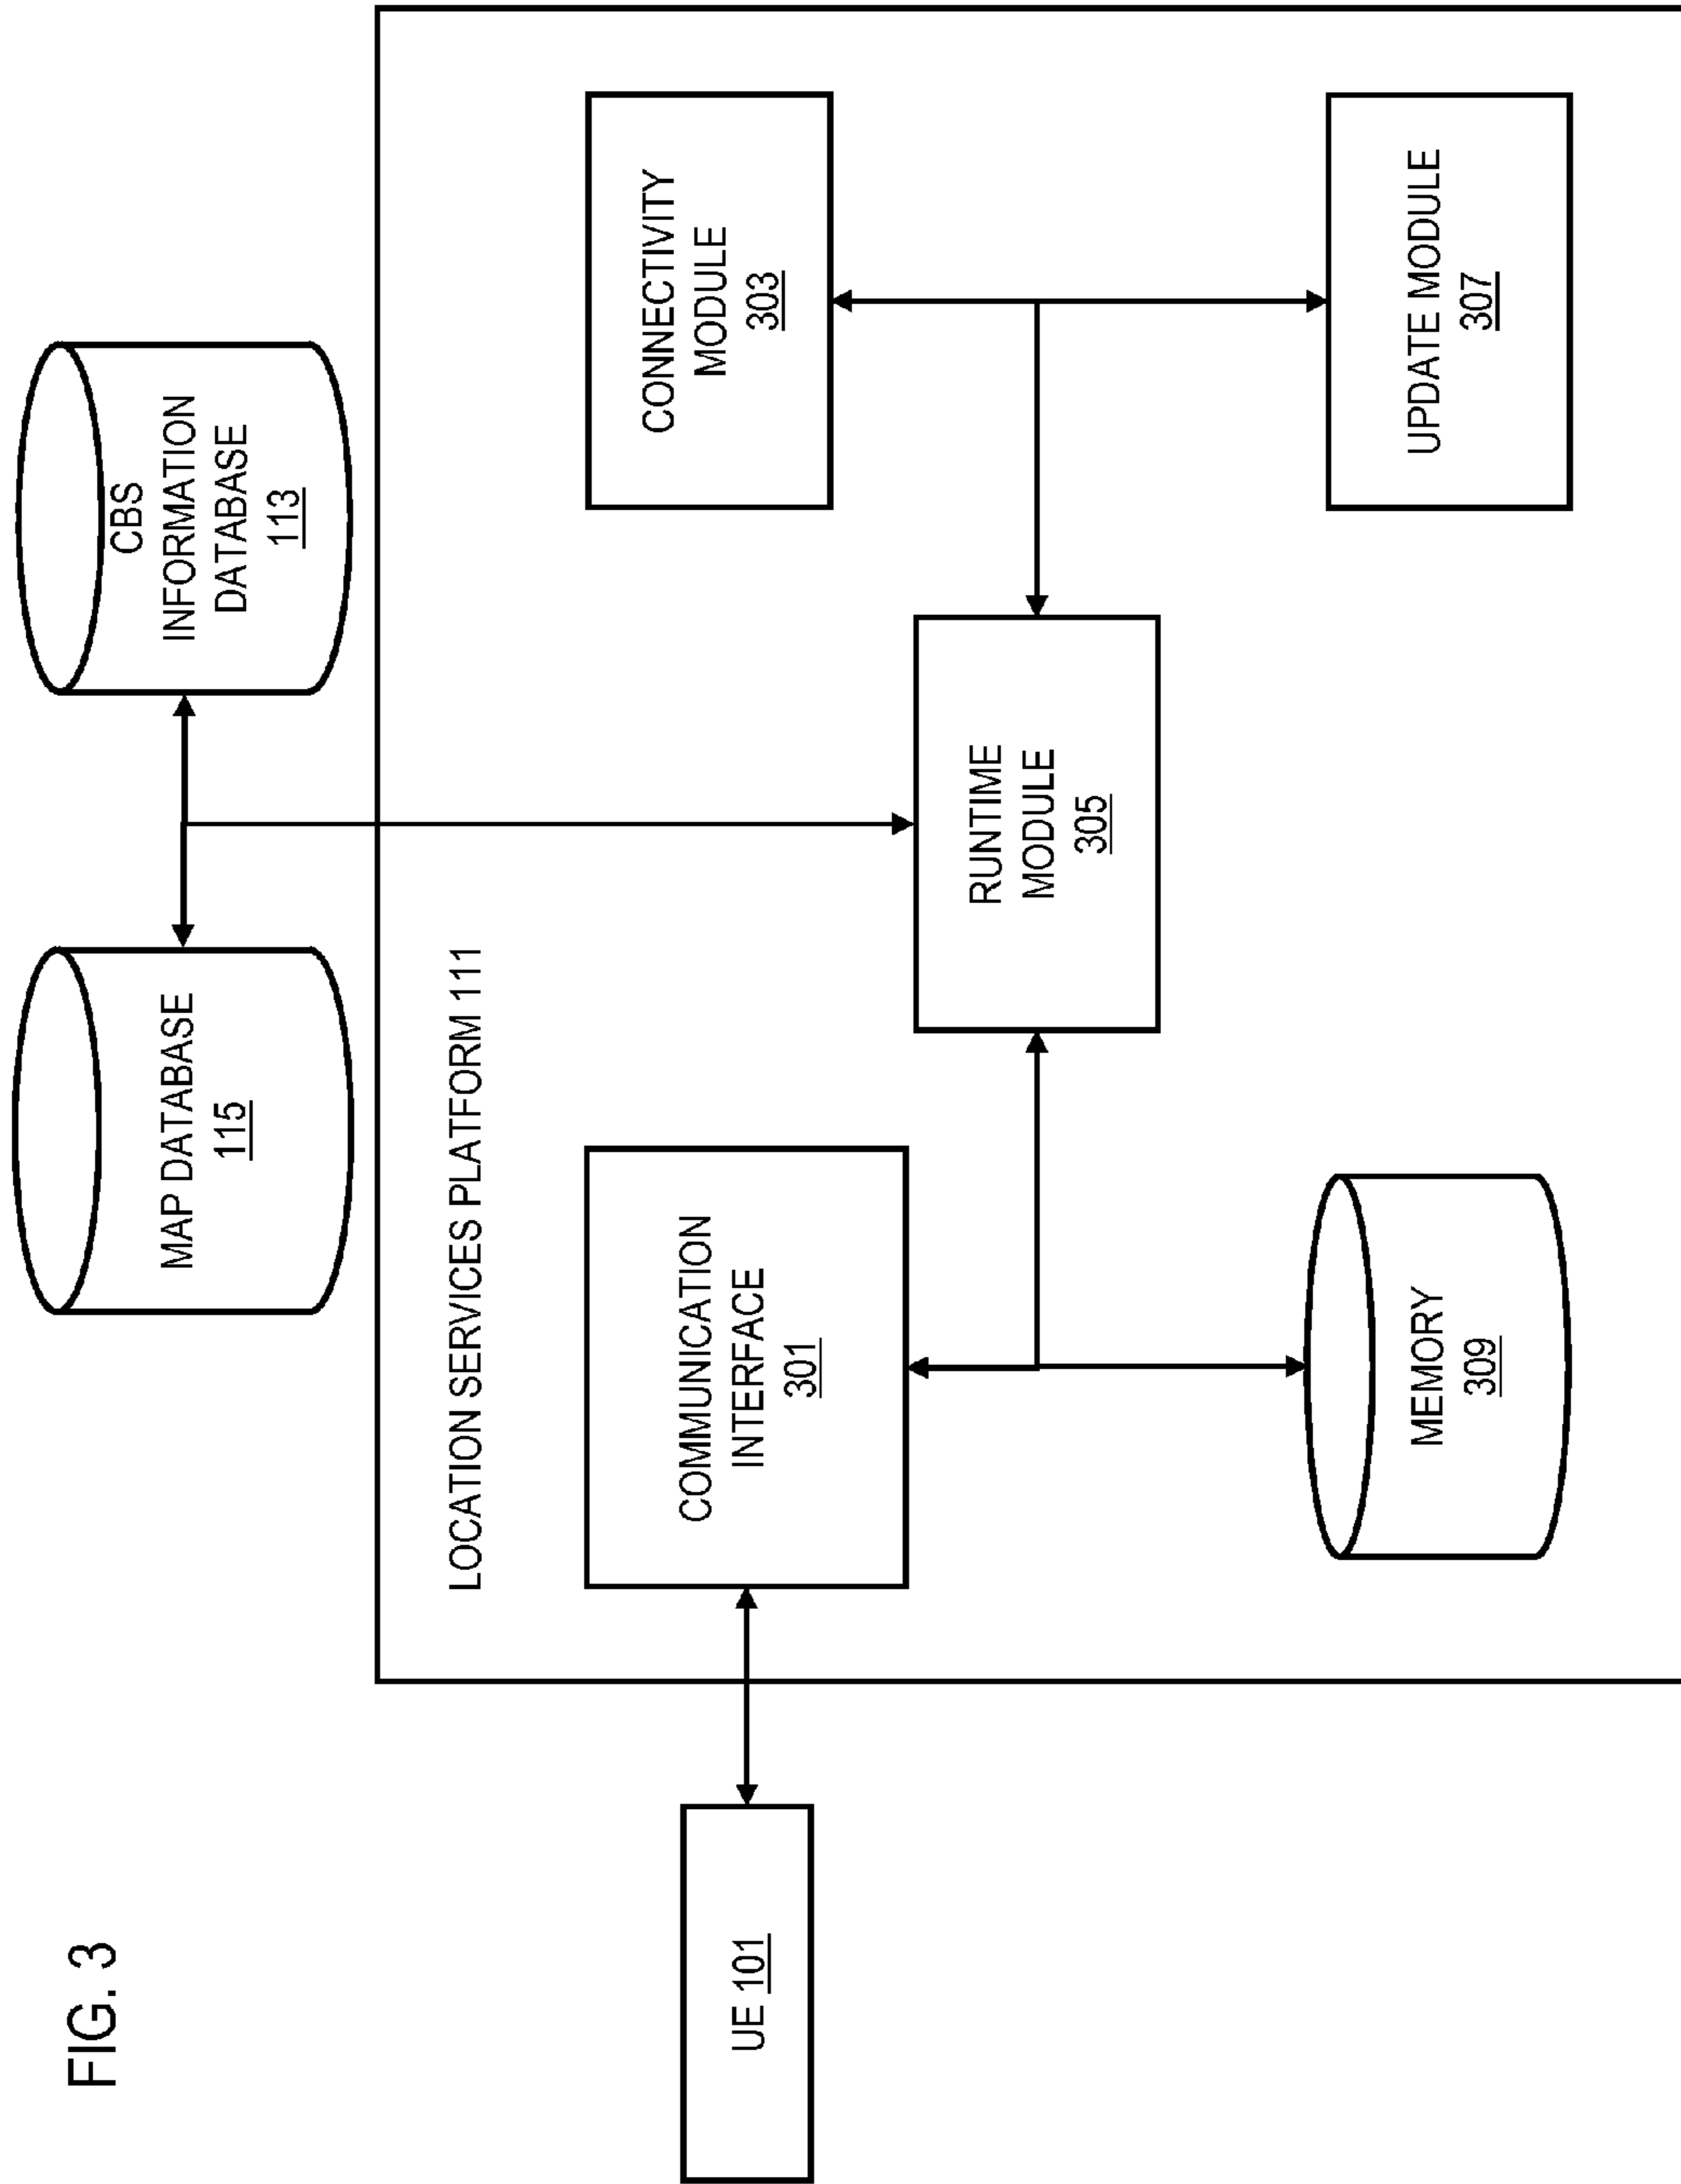 FIG. 3
MAP DATABASE
115
CBS
INFORMATION
DATABASE
113
LOCATION SERVICES PLATFORM 111
UE 101
COMMUNICATION
INTERFACE
301
CONNECTIVITY
MODULE
303
RUNTIME
MODULE
305
MEMORY
309
UPDATE MODULE
307